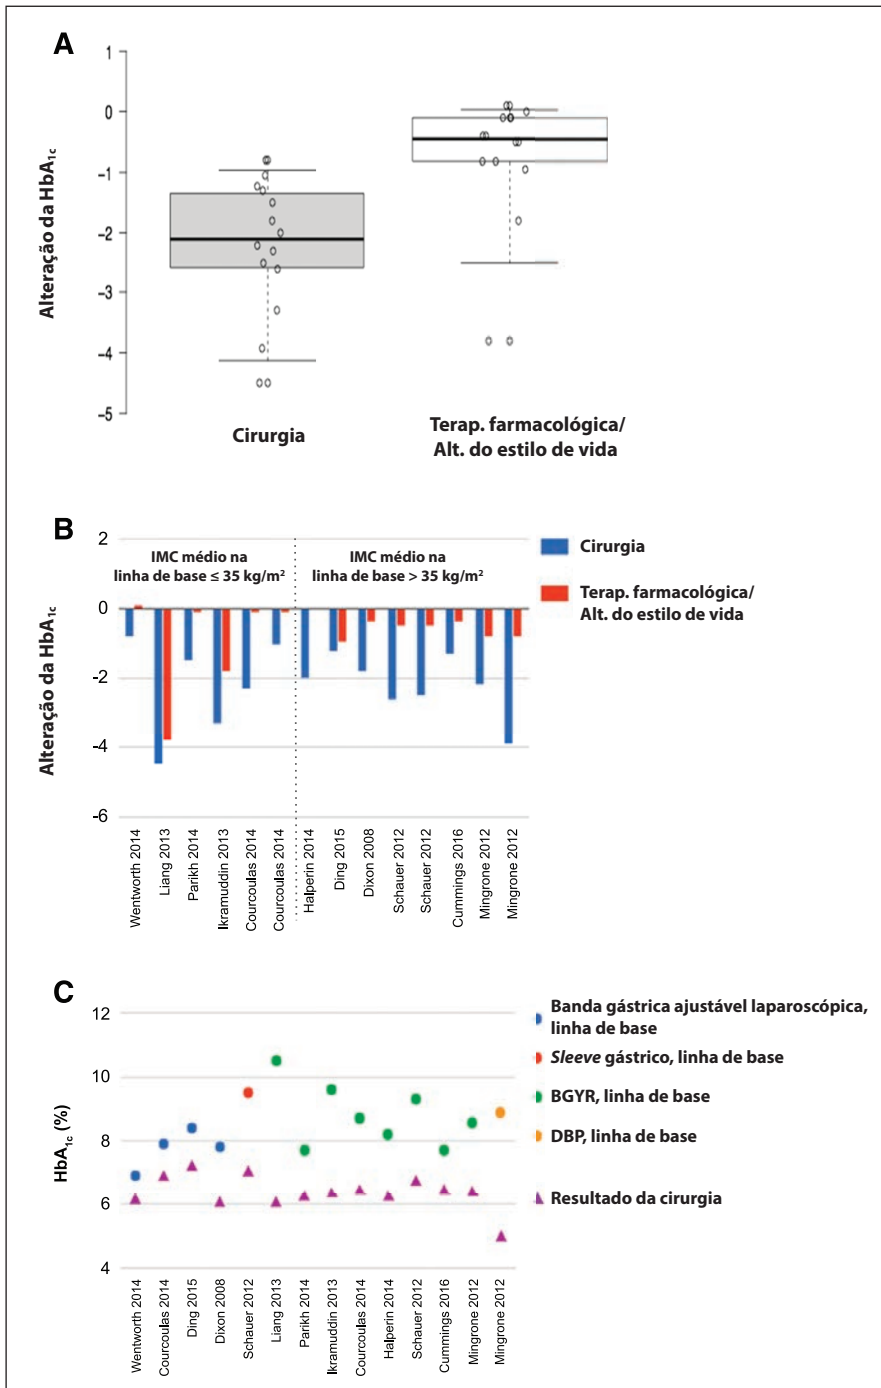 A
Alteração da HbA1c
1
0
−1
−2
−3
−4
−5
Cirurgia
Terap. farmacológica/
Alt. do estilo de vida
B
Alteração da HbA1c
2
0
-2
-4
-6
IMC médio na
linha de base ≤ 35 kg/m²
IMC médio na
linha de base > 35 kg/m²
Cirurgia
Terap. farmacológica/
Alt. do estilo de vida
Wentworth 2014
Liang 2013
Parikh 2014
Ikramuddin 2013
Courcoulas 2014
Courcoulas 2014
Halperin 2014
Ding 2015
Dixon 2008
Schauer 2012
Schauer 2012
Cummings 2016
Mingrone 2012
Mingrone 2012
C
HbA1c (%)
12
10
8
6
4
Banda gástrica ajustável laparoscópica,
linha de base
Sleeve gástrico, linha de base
BGYR, linha de base
DBP, linha de base
Resultado da cirurgia
Wentworth 2014
Courcoulas 2014
Ding 2015
Dixon 2008
Schauer 2012
Liang 2013
Parikh 2014
Ikramuddin 2013
Courcoulas 2014
Halperin 2014
Schauer 2012
Cummings 2016
Mingrone 2012
Mingrone 2012